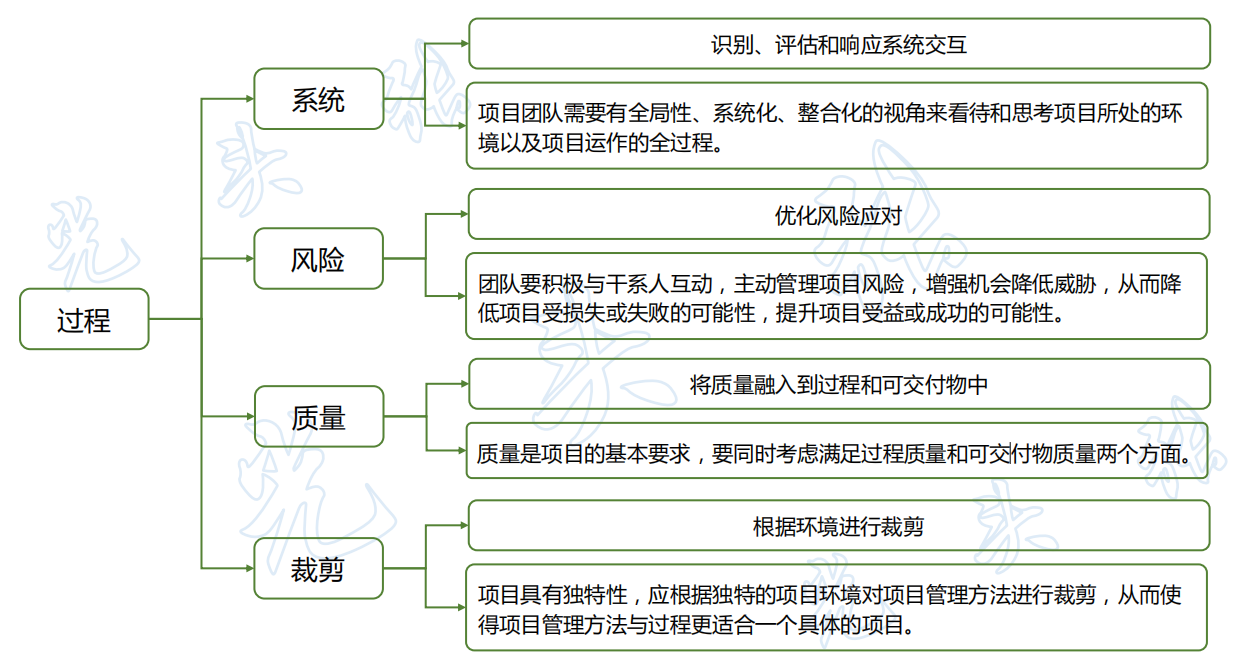 过程
系统
识别、评估和响应系统交互
项目团队需要有全局性、系统化、整合化的视角来看待和思考项目所处的环
境以及项目运作的全过程。
风险
优化风险应对
团队要积极与干系人互动，主动管理项目风险，增强机会降低威胁，从而降
低项目受损失或失败的可能性，提升项目受益或成功的可能性。
质量
将质量融入到过程和可交付物中
质量是项目的基本要求，要同时考虑满足过程质量和可交付物质量两个方面。
裁剪
根据环境进行裁剪
项目具有独特性，应根据独特的项目环境对项目管理方法进行裁剪，从而使
得项目管理方法与过程更适合一个具体的项目。